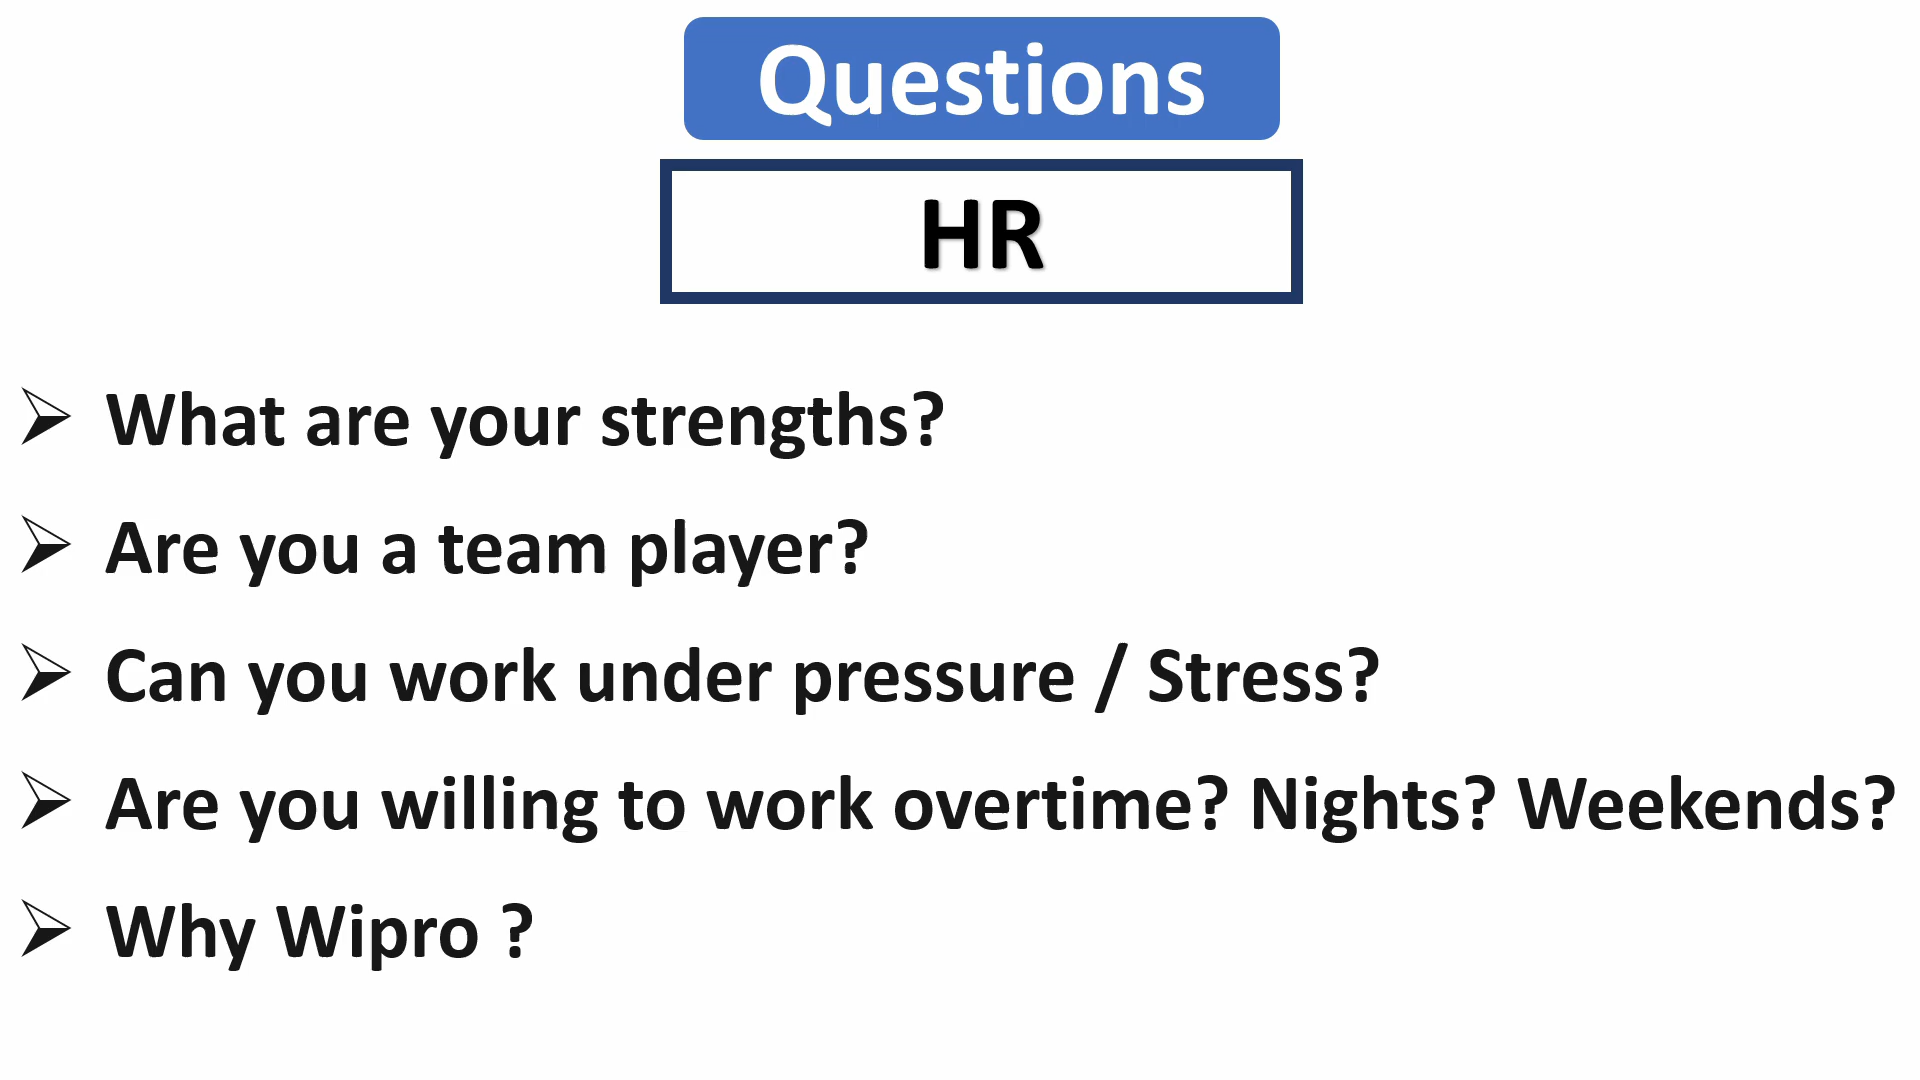 Questions
HR
➢ What are your strengths?
➢ Are you a team player?
➢ Can you work under pressure / Stress?
➢ Are you willing to work overtime? Nights? Weekends?
➢ Why Wipro ?